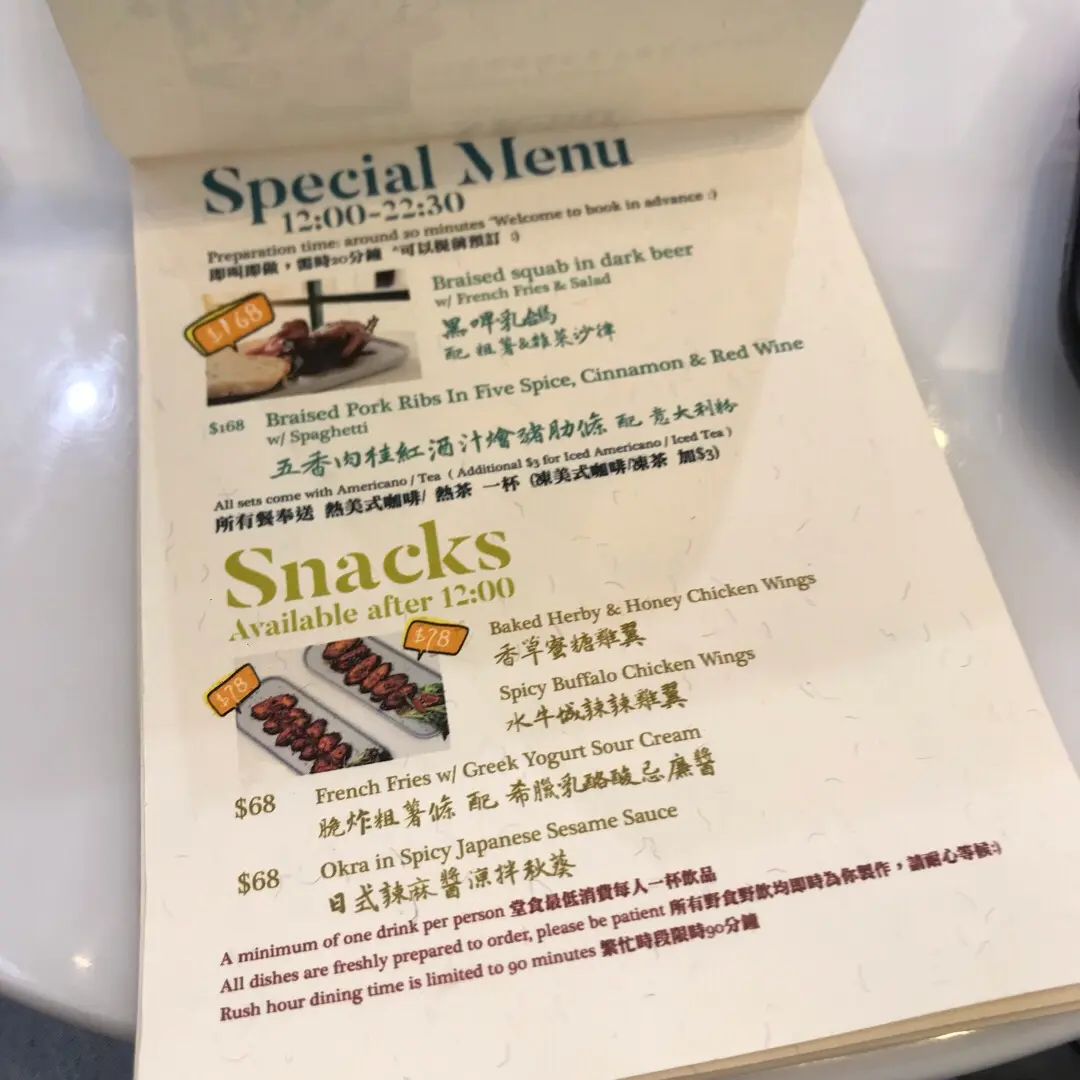 Special Menu
12:00-22:30
Preparation time: around 20 minutes *Welcome to book in advance :)
即叫即做，需時20分鐘 *可以提前預訂 :)
$168
Braised squab in dark beer
w/ French Fries & Salad
黑啤乳鴿
配 粗薯&雜菜沙律
$168 Braised Pork Ribs In Five Spice, Cinnamon & Red Wine
w/ Spaghetti
五香肉桂紅酒汁燴豬肋條 配 意大利粉
All sets come with Americano / Tea ( Additional $3 for Iced Americano / Iced Tea )
所有餐奉送 熱美式咖啡/ 熱茶 一杯 (凍美式咖啡/凍茶 加$3)
Snacks
Available after 12:00
$78
Baked Herby & Honey Chicken Wings
香草蜜糖雞翼
$78
Spicy Buffalo Chicken Wings
水牛城辣辣雞翼
$68 French Fries w/ Greek Yogurt Sour Cream
脆炸粗薯條 配 希臘乳酪酸忌廉醬
$68 Okra in Spicy Japanese Sesame Sauce
日式辣麻醬涼拌秋葵
A minimum of one drink per person 堂食最低消費每人一杯飲品
All dishes are freshly prepared to order, please be patient 所有野食野飲均即時為你製作，請耐心等候:)
Rush hour dining time is limited to 90 minutes 繁忙時段限時90分鐘